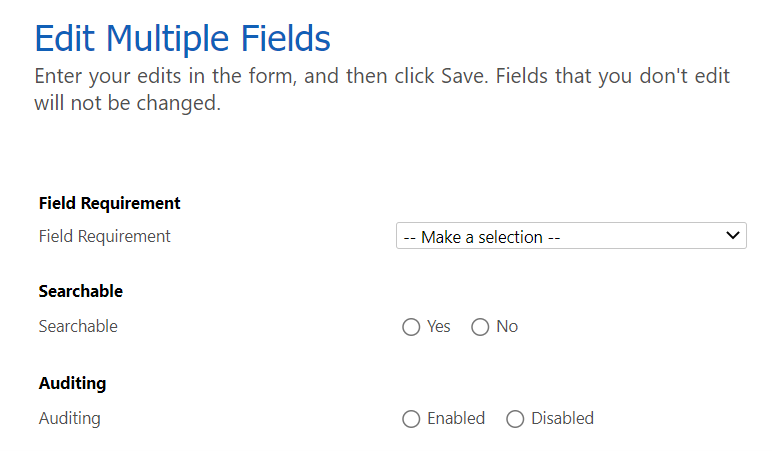 Edit Multiple Fields
Enter your edits in the form, and then click Save. Fields that you don't edit
will not be changed.
Field Requirement
Field Requirement -- Make a selection --
Searchable
Searchable Yes No
Auditing
Auditing Enabled Disabled